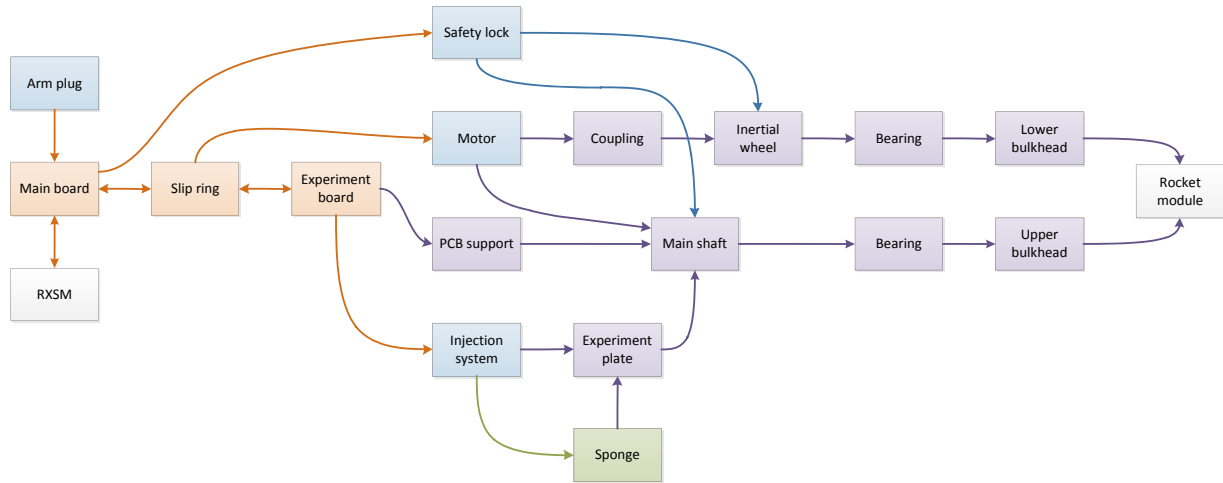 Safety lock
Arm plug
Motor
Coupling
Inertial
wheel
Bearing
Lower
bulkhead
Main board
Slip ring
Experiment
board
Rocket
module
PCB support
Main shaft
Bearing
Upper
bulkhead
RXSM
Injection
system
Experiment
plate
Sponge